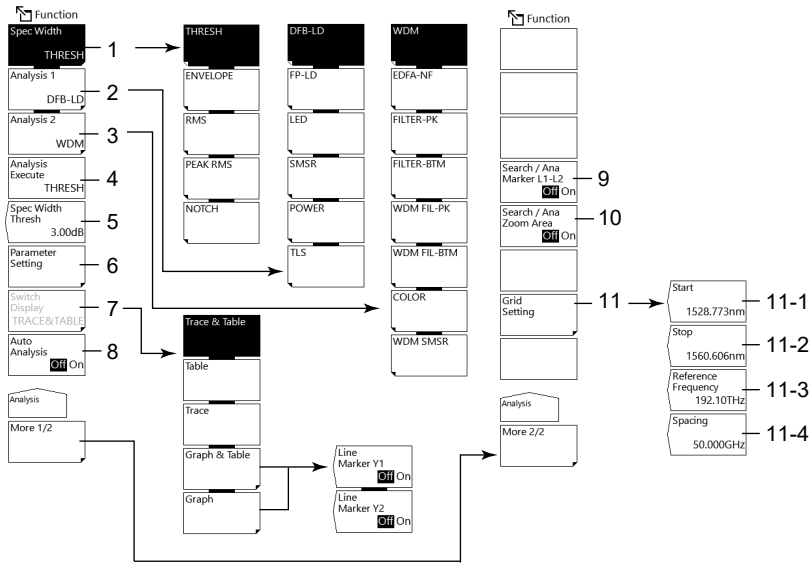 Function
Spec Width
THRESH
1
Analysis 1
DFB-LD
2
Analysis 2
WDM
3
Analysis
Execute
THRESH
4
Spec Width
Thresh
3.00dB
5
Parameter
Setting
6
Switch
Display
TRACE&TABLE
7
Auto
Analysis
Off On
8
Analysis
More 1/2
THRESH
ENVELOPE
RMS
PEAK RMS
NOTCH
DFB-LD
FP-LD
LED
SMSR
POWER
TLS
WDM
EDFA-NF
FILTER-PK
FILTER-BTM
WDM FIL-PK
WDM FIL-BTM
COLOR
WDM SMSR
Trace & Table
Table
Trace
Graph & Table
Graph
Line
Marker Y1
Off On
Line
Marker Y2
Off On
Function
Search / Ana
Marker L1-L2
Off On
9
Search / Ana
Zoom Area
Off On
10
Grid
Setting
11
Analysis
More 2/2
Start
1528.773nm
11-1
Stop
1560.606nm
11-2
Reference
Frequency
192.10THz
11-3
Spacing
50.000GHz
11-4